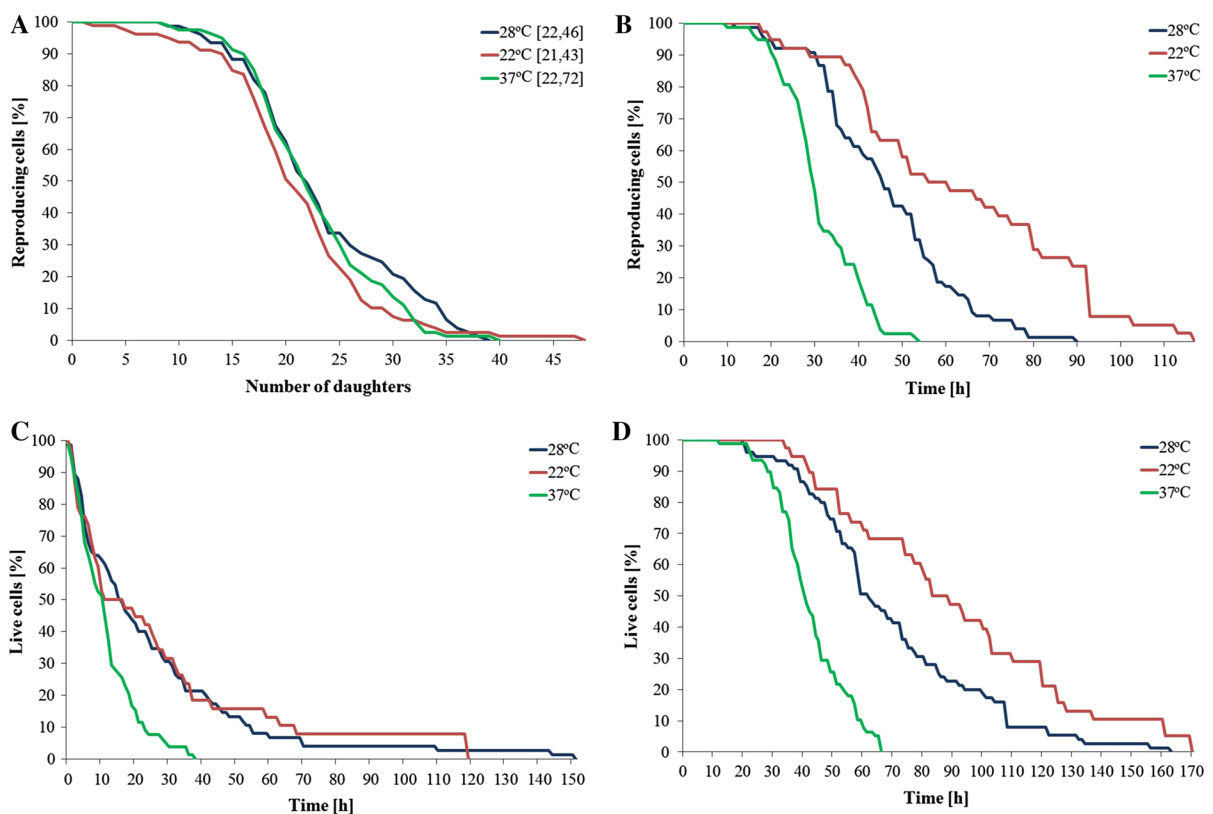 A
28ºC [22,46]
22ºC [21,43]
37ºC [22,72]
Reproducing cells [%]
100
90
80
70
60
50
40
30
20
10
0
0 5 10 15 20 25 30 35 40 45
Number of daughters
B
28ºC
22ºC
37ºC
Reproducing cells [%]
100
90
80
70
60
50
40
30
20
10
0
0 10 20 30 40 50 60 70 80 90 100 110
Time [h]
C
28ºC
22ºC
37ºC
Live cells [%]
100
90
80
70
60
50
40
30
20
10
0
0 10 20 30 40 50 60 70 80 90 100 110 120 130 140 150
Time [h]
D
28ºC
22ºC
37ºC
Live cells [%]
100
90
80
70
60
50
40
30
20
10
0
0 10 20 30 40 50 60 70 80 90 100 110 120 130 140 150 160 170
Time [h]